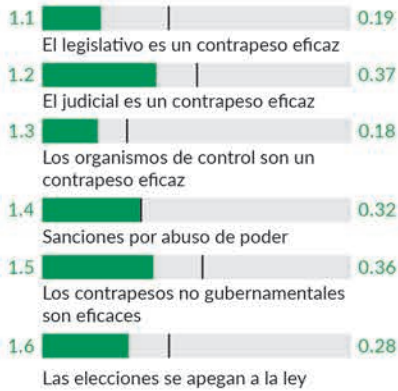 1.1 0.19
El legislativo es un contrapeso eficaz
1.2 0.37
El judicial es un contrapeso eficaz
1.3 0.18
Los organismos de control son un
contrapeso eficaz
1.4 0.32
Sanciones por abuso de poder
1.5 0.36
Los contrapesos no gubernamentales
son eficaces
1.6 0.28
Las elecciones se apegan a la ley